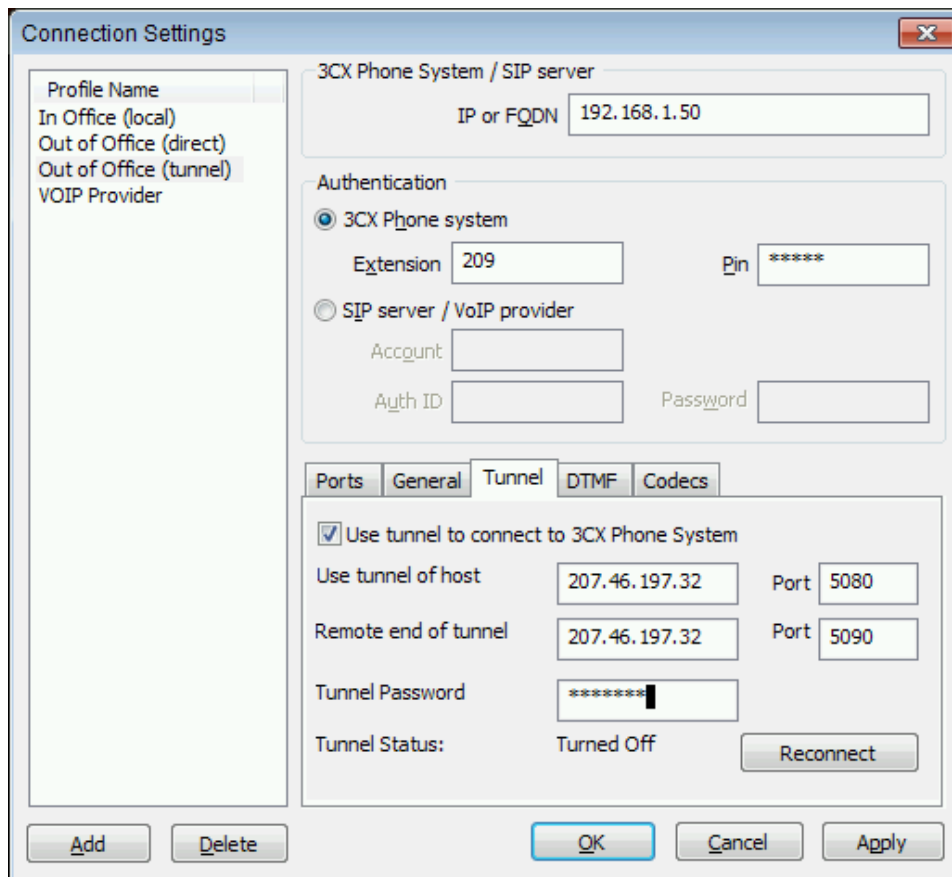 Connection Settings
Profile Name
In Office (local)
Out of Office (direct)
Out of Office (tunnel)
VOIP Provider
3CX Phone System / SIP server
IP or FQDN 192.168.1.50
Authentication
3CX Phone system
Extension 209 Pin *****
SIP server / VoIP provider
Account
Auth ID Password
Ports General Tunnel DTMF Codecs
Use tunnel to connect to 3CX Phone System
Use tunnel of host 207.46.197.32 Port 5080
Remote end of tunnel 207.46.197.32 Port 5090
Tunnel Password *******
Tunnel Status: Turned Off Reconnect
Add Delete OK Cancel Apply